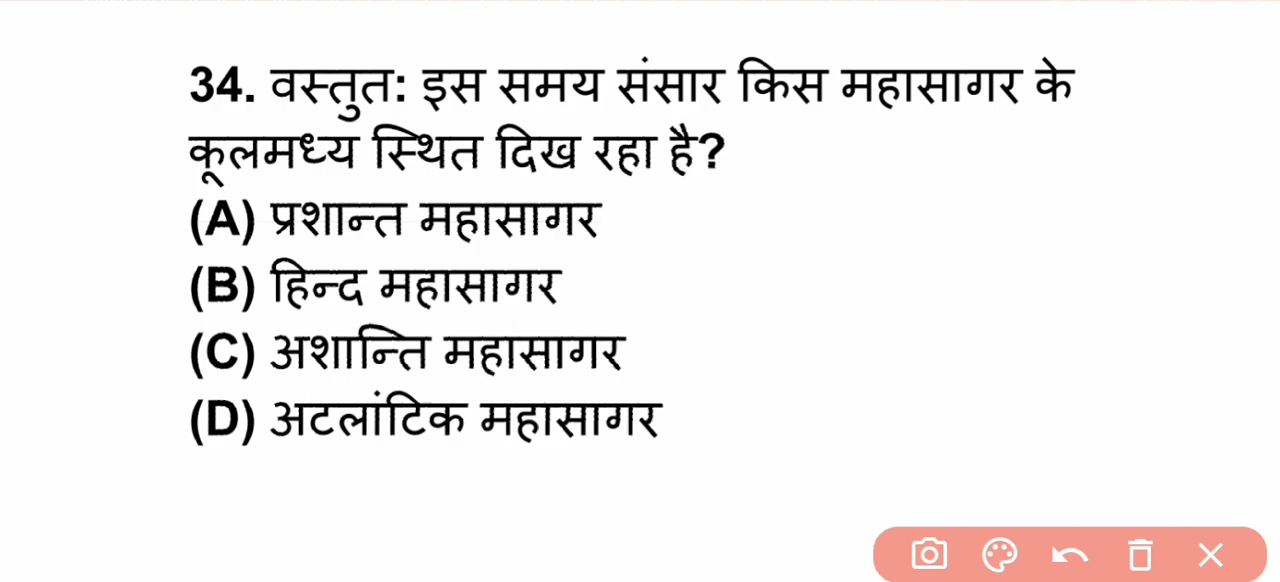 34. वस्तुत: इस समय संसार किस महासागर के
कूलमध्य स्थित दिख रहा है?
(A) प्रशान्त महासागर
(B) हिन्द महासागर
(C) अशान्ति महासागर
(D) अटलांटिक महासागर